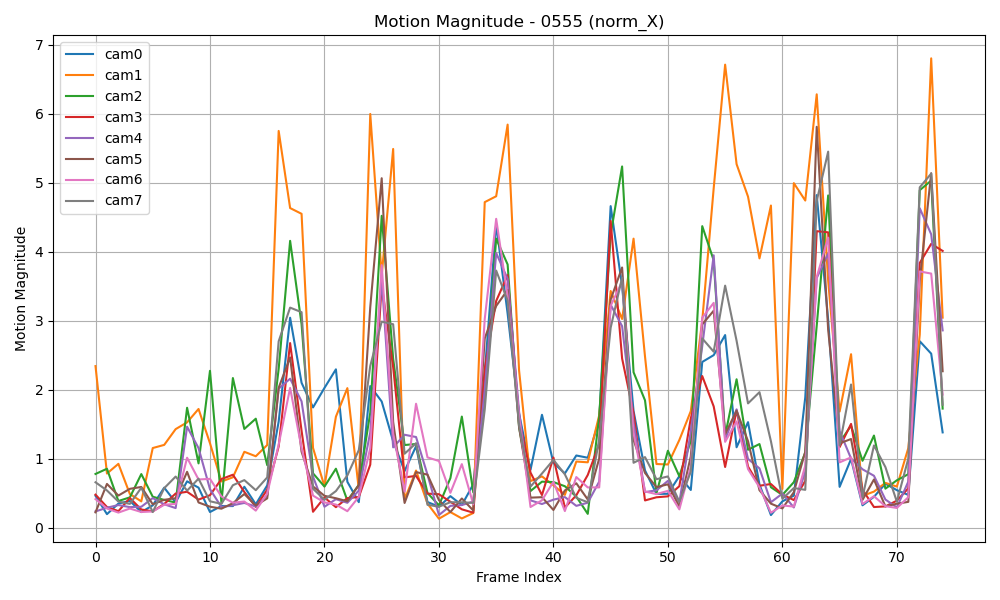 Motion Magnitude - 0555 (norm_X)
cam0
cam1
cam2
cam3
cam4
cam5
cam6
cam7
Motion Magnitude
7
6
5
4
3
2
1
0
0 10 20 30 40 50 60 70
Frame Index